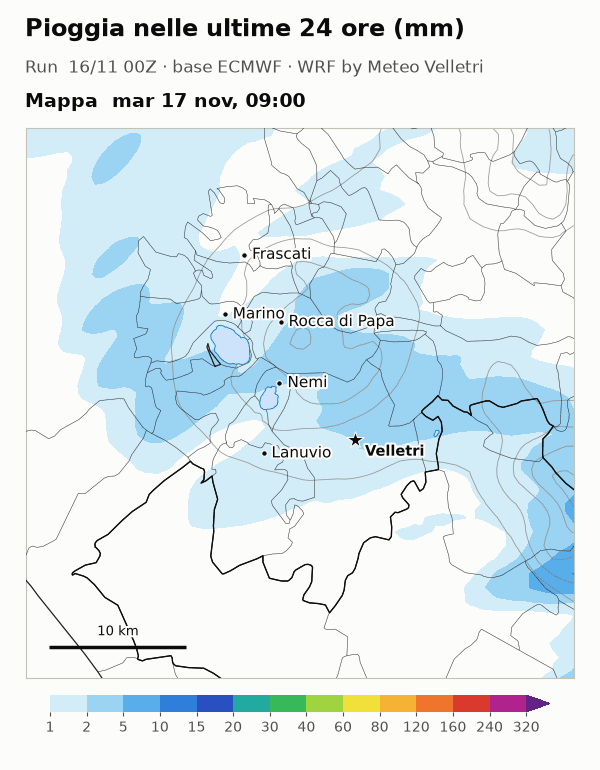 Pioggia nelle ultime 24 ore (mm)
Run  16/11 00Z · base ECMWF · WRF by Meteo Velletri
Mappa  mar 17 nov, 09:00
Frascati
Marino
Rocca di Papa
Nemi
Velletri
Lanuvio
10 km
1 2 5 10 15 20 30 40 60 80 120 160 240 320